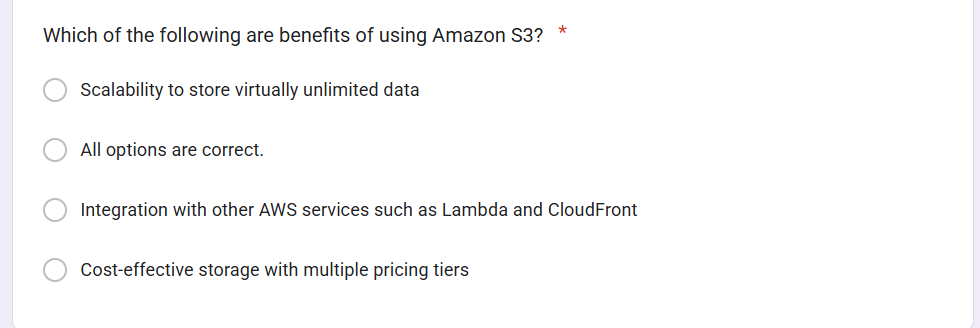 Which of the following are benefits of using Amazon S3? *
Scalability to store virtually unlimited data
All options are correct.
Integration with other AWS services such as Lambda and CloudFront
Cost-effective storage with multiple pricing tiers